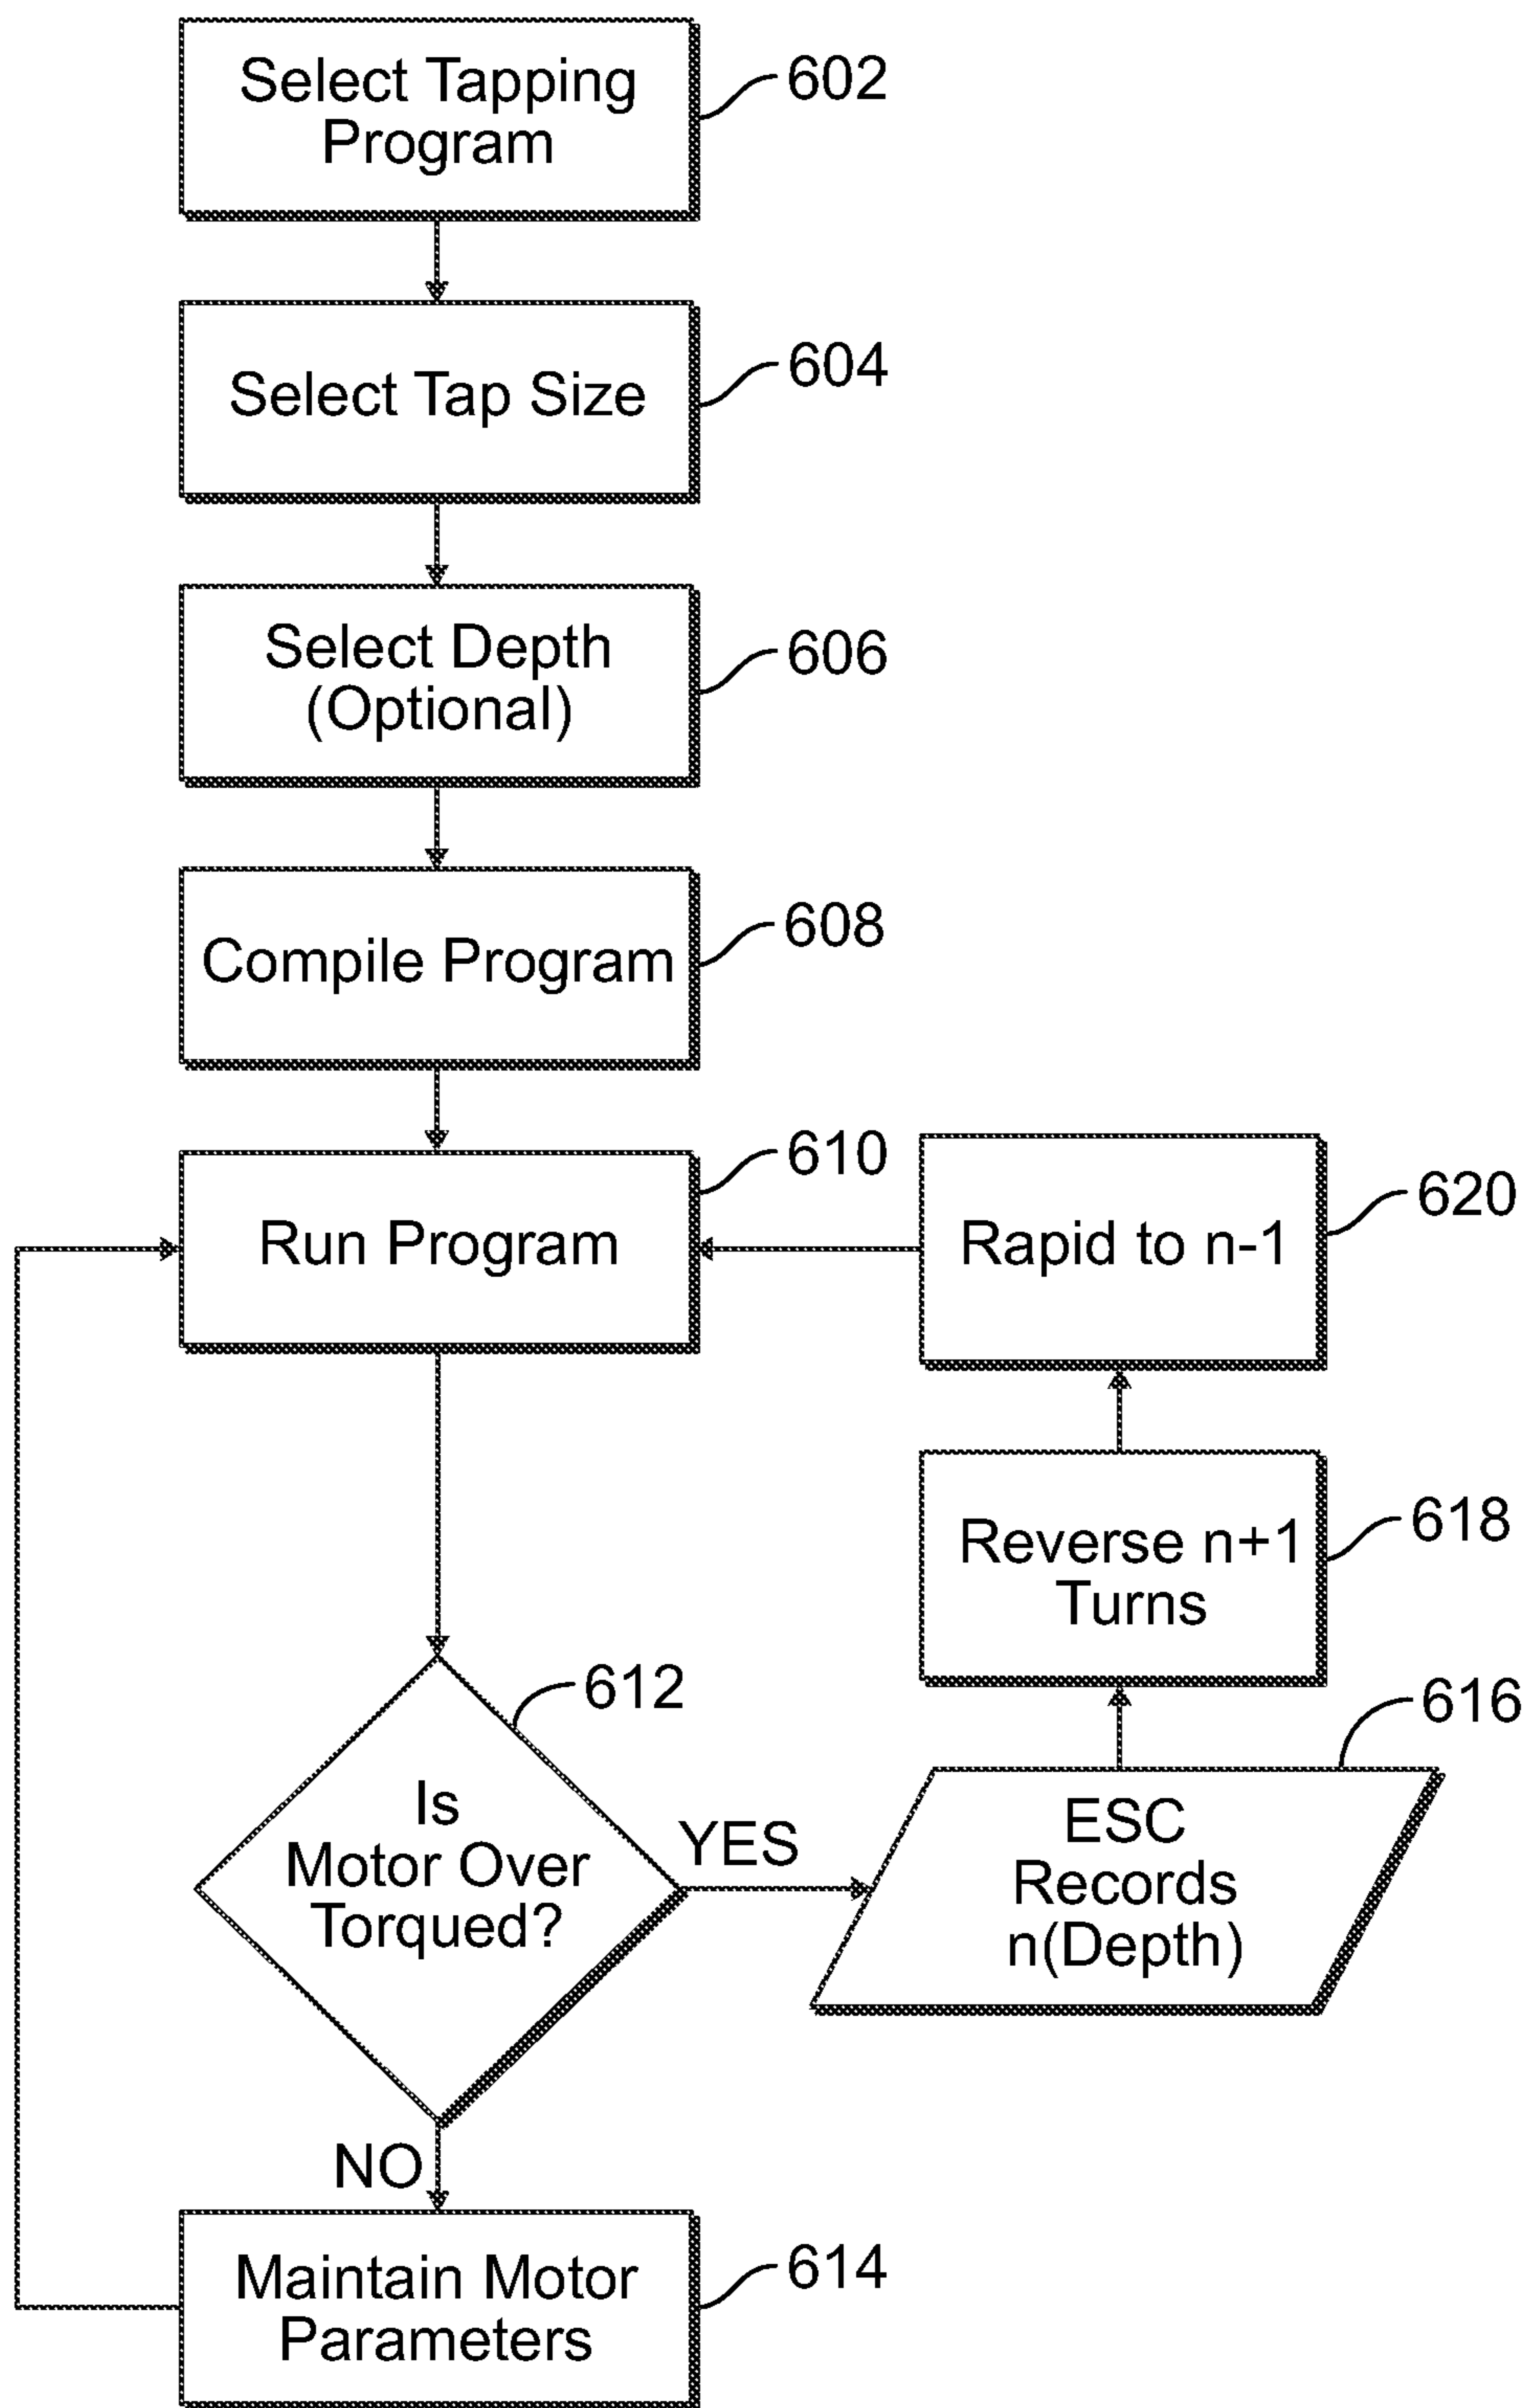 Select Tapping
Program
602
Select Tap Size
604
Select Depth
(Optional)
606
Compile Program
608
Run Program
610
Rapid to n-1
620
Reverse n+1
Turns
618
612
Is
Motor Over
Torqued?
YES
616
ESC
Records
n(Depth)
NO
Maintain Motor
Parameters
614